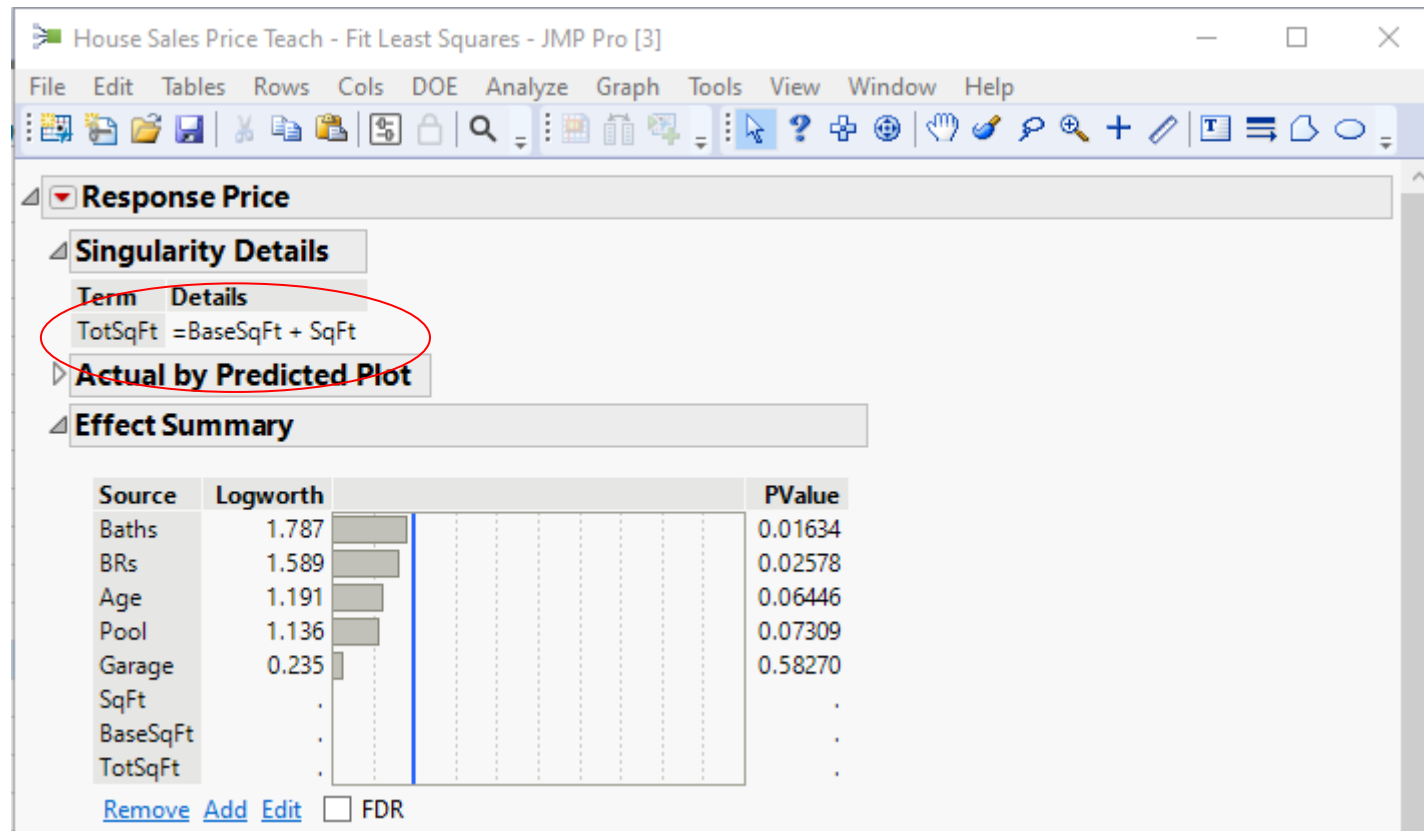 House Sales Price Teach - Fit Least Squares - JMP Pro [3]
File Edit Tables Rows Cols DOE Analyze Graph Tools View Window Help
Response Price
Singularity Details
Term Details
TotSqFt =BaseSqFt + SqFt
Actual by Predicted Plot
Effect Summary
Source Logworth PValue
Baths 1.787 0.01634
BRs 1.589 0.02578
Age 1.191 0.06446
Pool 1.136 0.07309
Garage 0.235 0.58270
SqFt . .
BaseSqFt . .
TotSqFt . .
Remove Add Edit FDR